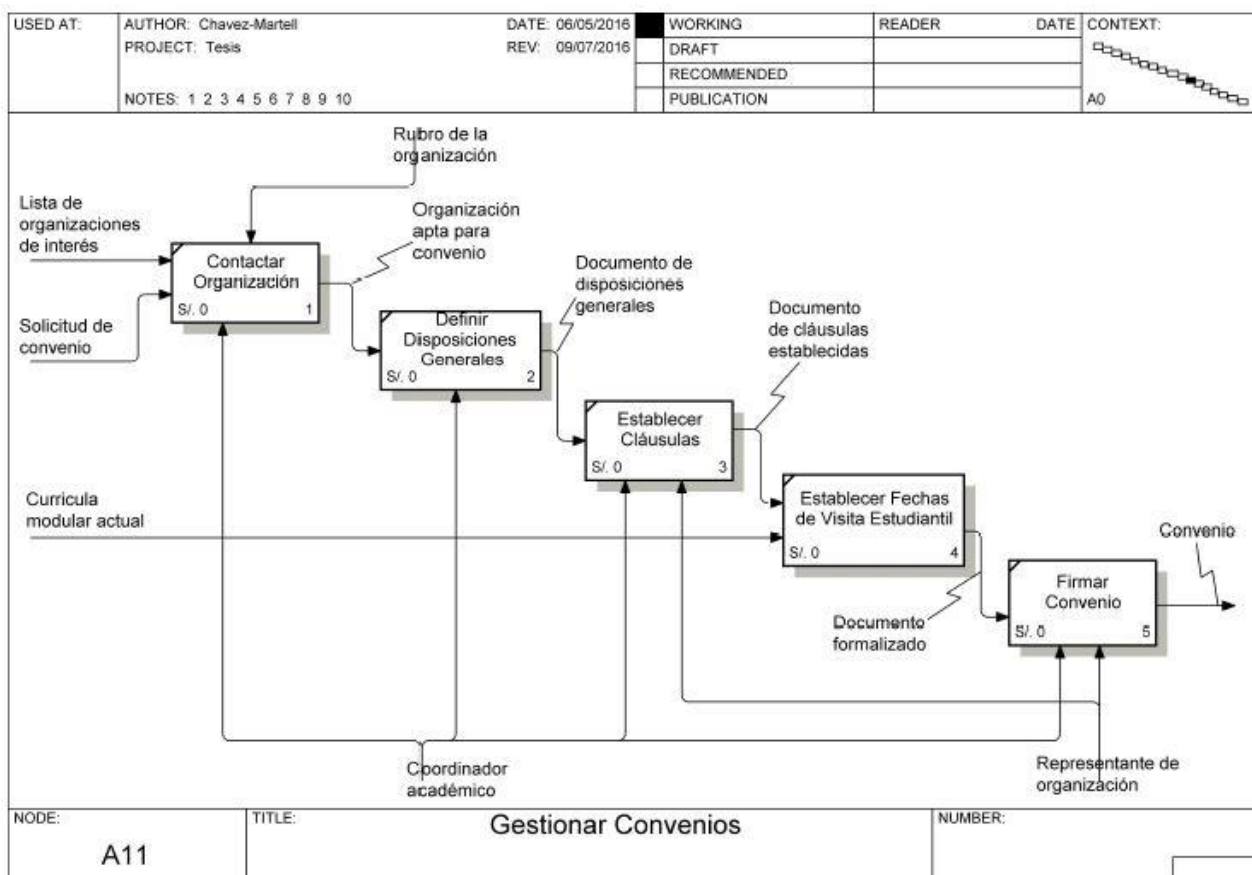 USED AT:
AUTHOR: Chavez-Martell
DATE: 06/05/2016
WORKING
READER
DATE
CONTEXT:
PROJECT: Tesis
REV: 09/07/2016
DRAFT
RECOMMENDED
NOTES: 1 2 3 4 5 6 7 8 9 10
PUBLICATION
A0
Rubro de la
organización
Lista de
organizaciones
de interés
Organización
apta para
convenio
Contactar
Organización
S/. 0
1
Solicitud de
convenio
Documento de
disposiciones
generales
Definir
Disposiciones
Generales
S/. 0
2
Documento
de cláusulas
establecidas
Establecer
Cláusulas
S/. 0
3
Curricula
modular actual
Establecer Fechas
de Visita Estudiantil
S/. 0
4
Convenio
Firmar
Convenio
S/. 0
5
Documento
formalizado
Coordinador
académico
Representante de
organización
NODE:
A11
TITLE:
Gestionar Convenios
NUMBER: